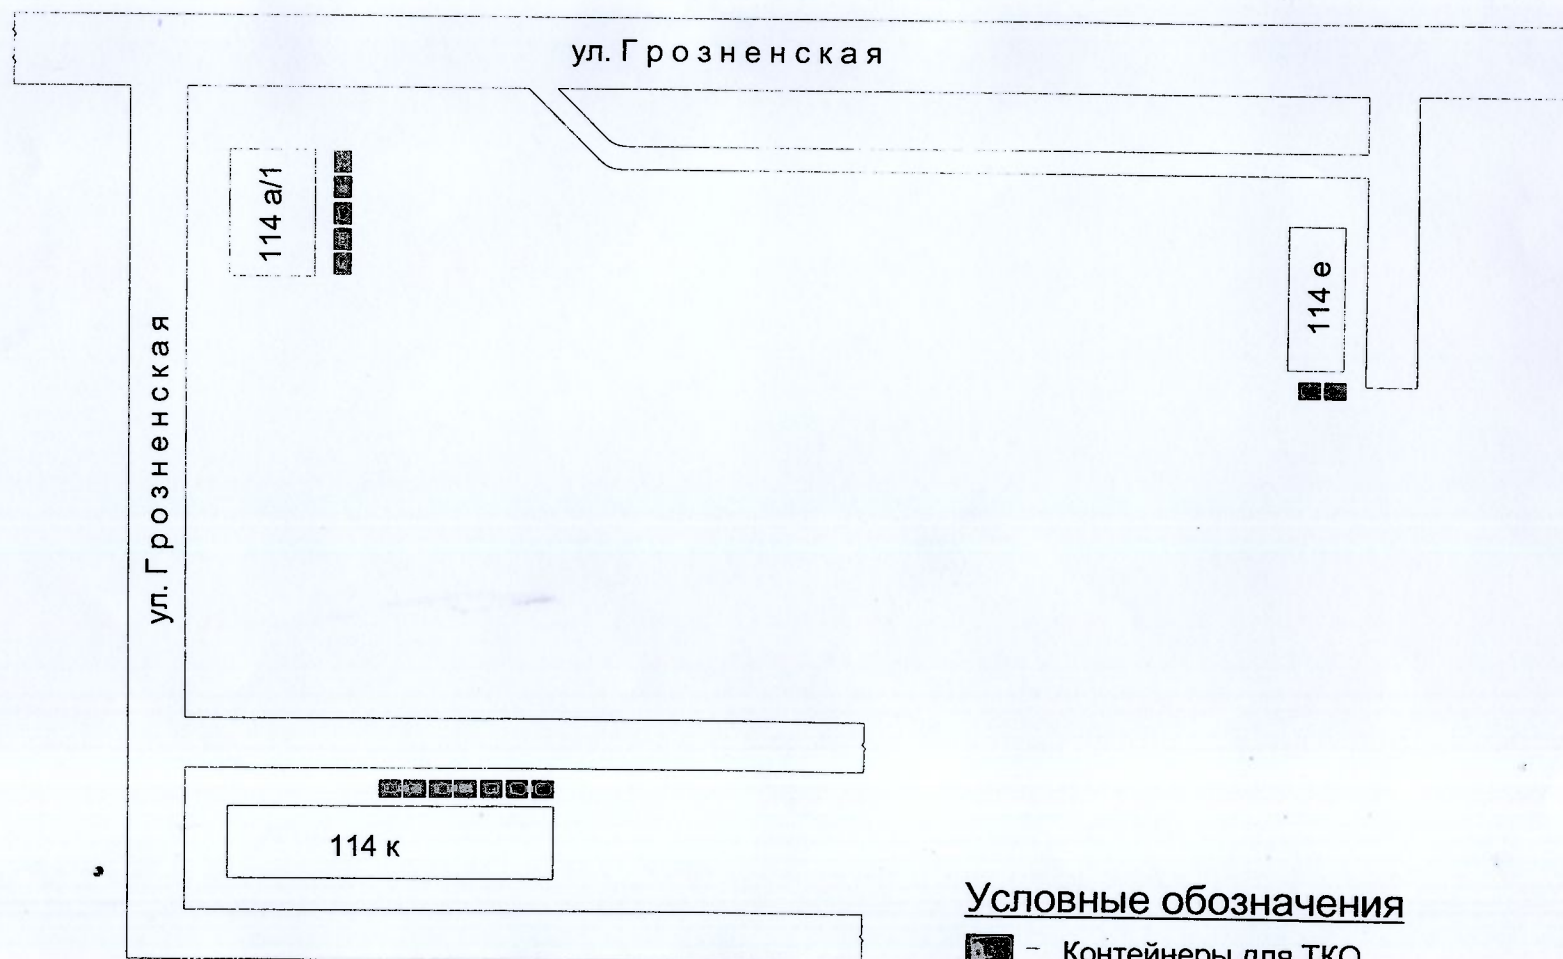 ул. Грозненская
114 а/1
114 е
ул. Грозненская
114 к
Условные обозначения
– Контейнеры для ТКО